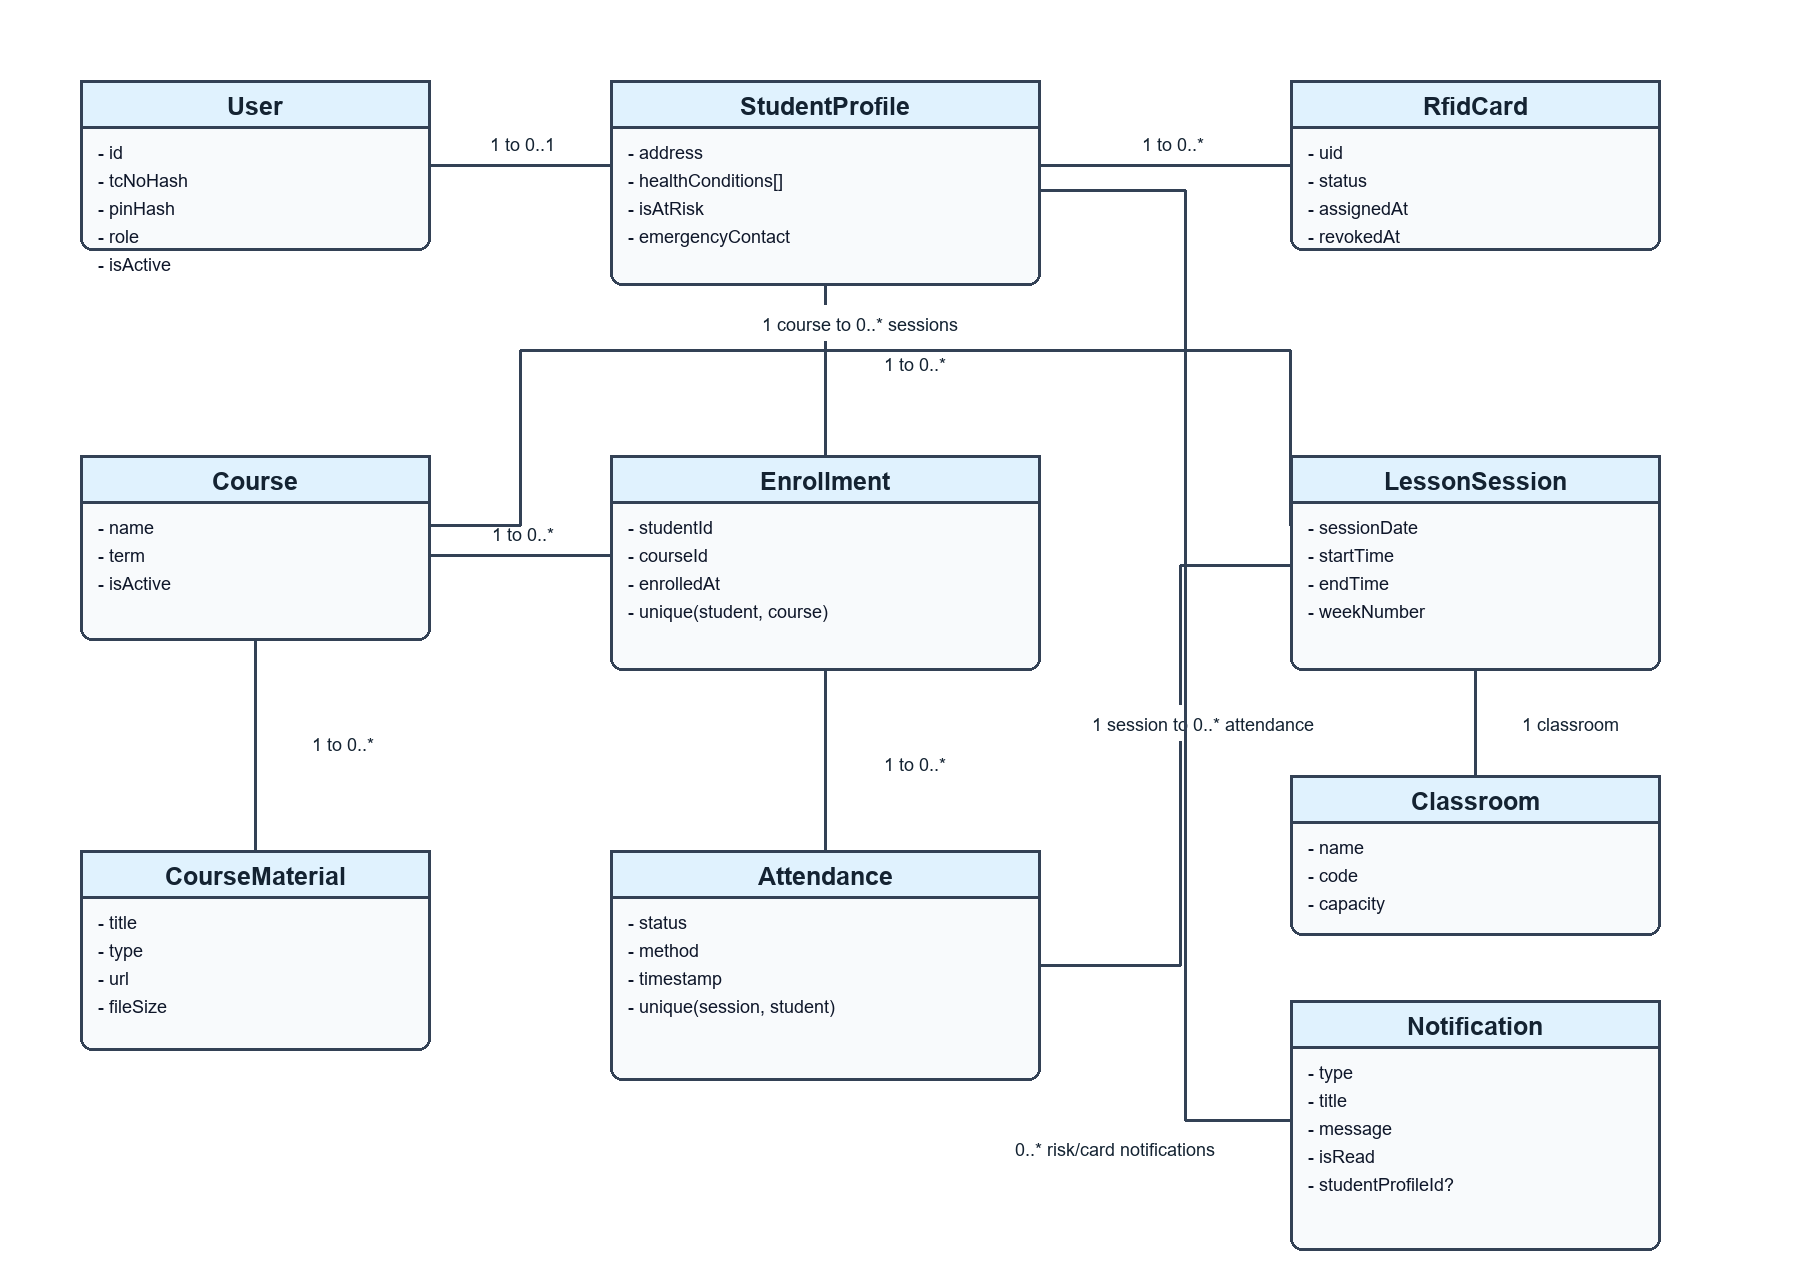 User
- id
- tcNoHash
- pinHash
- role
- isActive
1 to 0..1
StudentProfile
- address
- healthConditions[]
- isAtRisk
- emergencyContact
1 to 0..*
RfidCard
- uid
- status
- assignedAt
- revokedAt
1 course to 0..* sessions
1 to 0..*
Course
- name
- term
- isActive
1 to 0..*
Enrollment
- studentId
- courseId
- enrolledAt
- unique(student, course)
LessonSession
- sessionDate
- startTime
- endTime
- weekNumber
1 to 0..*
1 to 0..*
1 session to 0..* attendance
1 classroom
CourseMaterial
- title
- type
- url
- fileSize
Attendance
- status
- method
- timestamp
- unique(session, student)
Classroom
- name
- code
- capacity
0..* risk/card notifications
Notification
- type
- title
- message
- isRead
- studentProfileId?